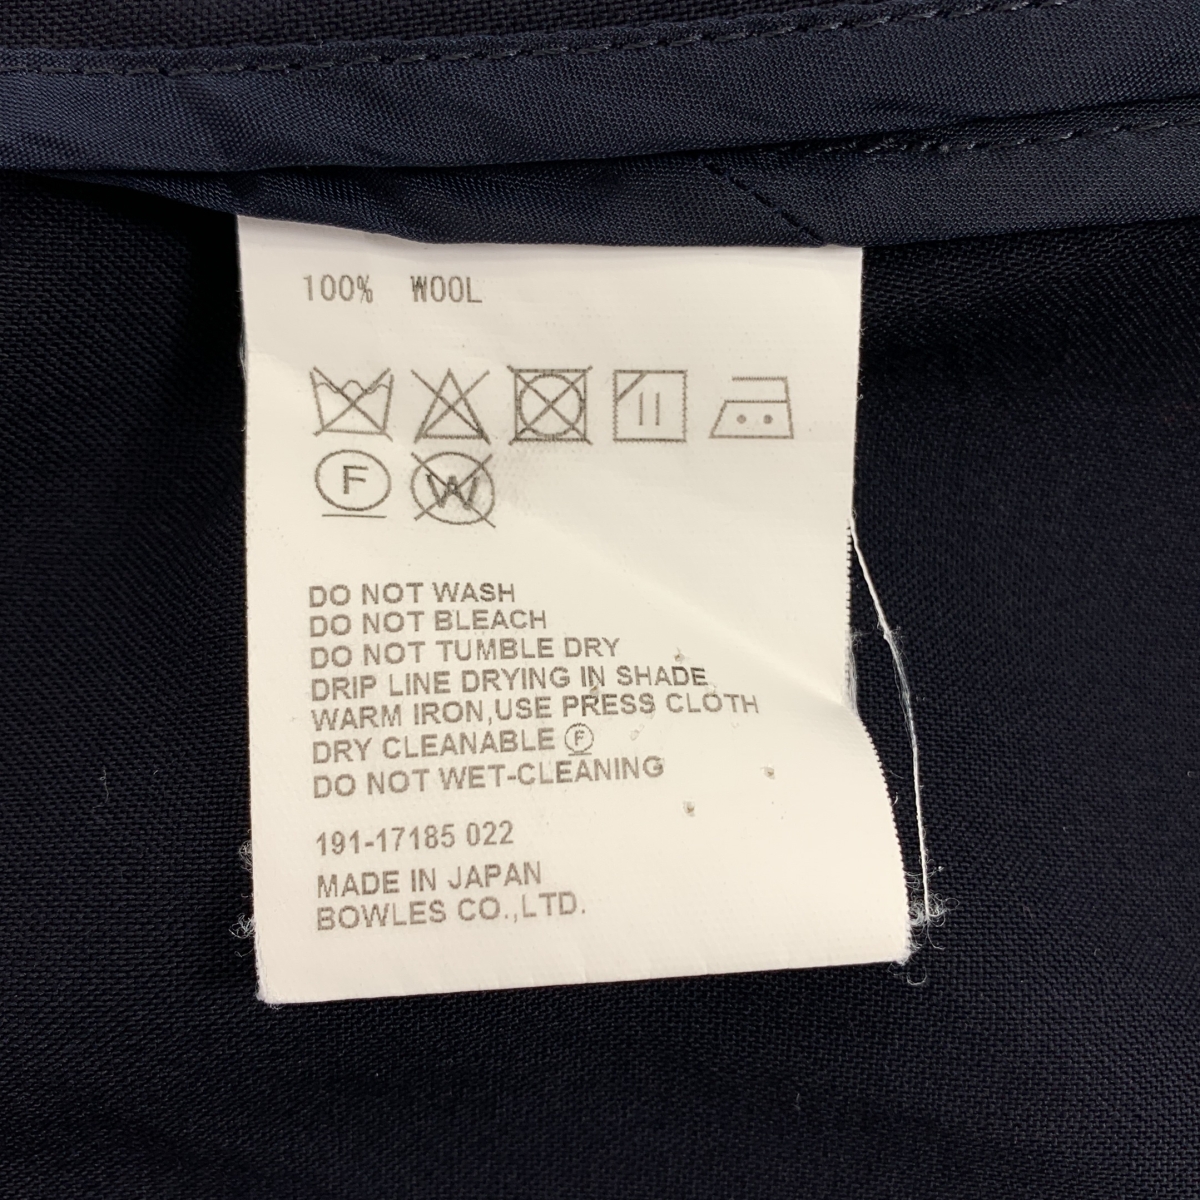 100% WOOL
F W
DO NOT WASH
DO NOT BLEACH
DO NOT TUMBLE DRY
DRIP LINE DRYING IN SHADE
WARM IRON,USE PRESS CLOTH
DRY CLEANABLE Ⓕ
DO NOT WET-CLEANING
191-17185 022
MADE IN JAPAN
BOWLES CO.,LTD.